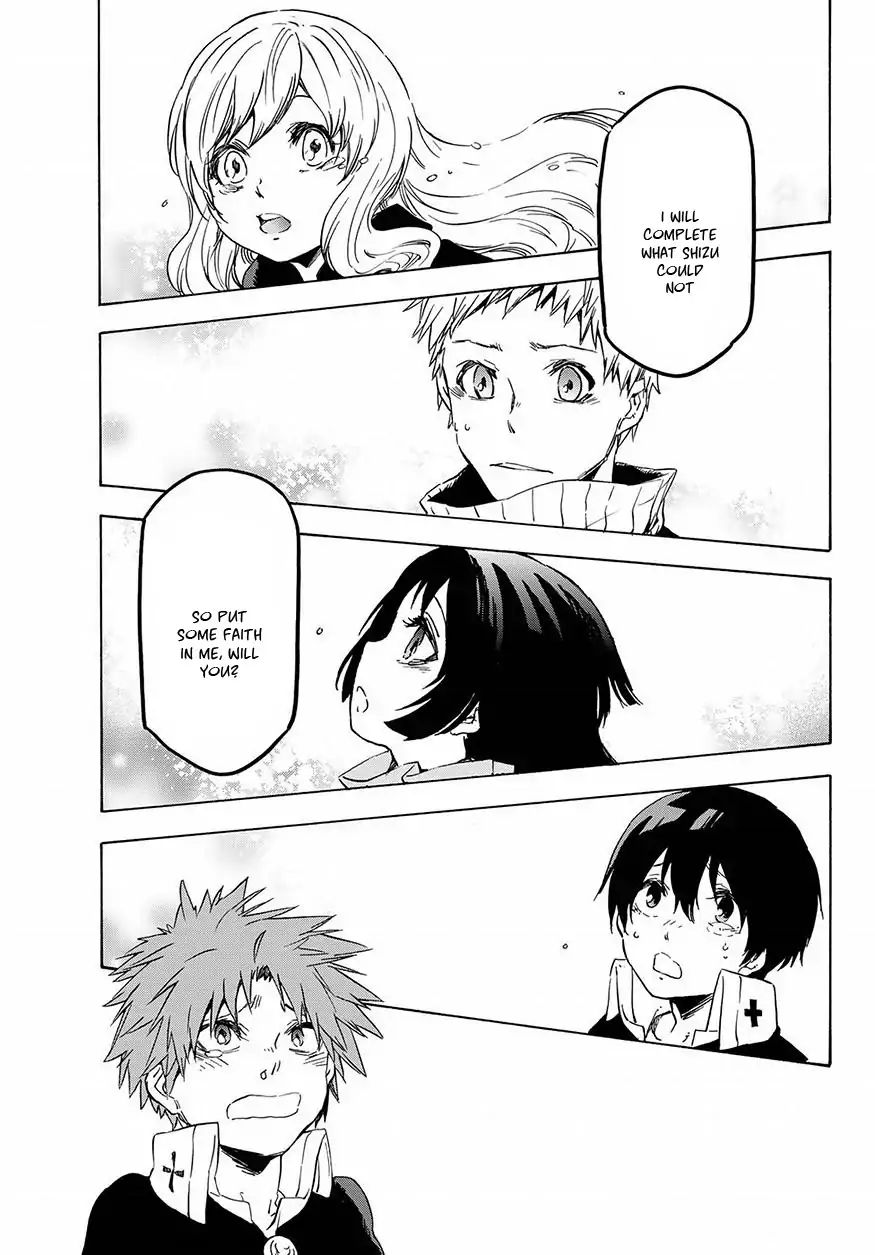 I WILL
COMPLETE
WHAT SHIZU
COULD
NOT
SO PUT
SOME FAITH
IN ME, WILL
YOU?